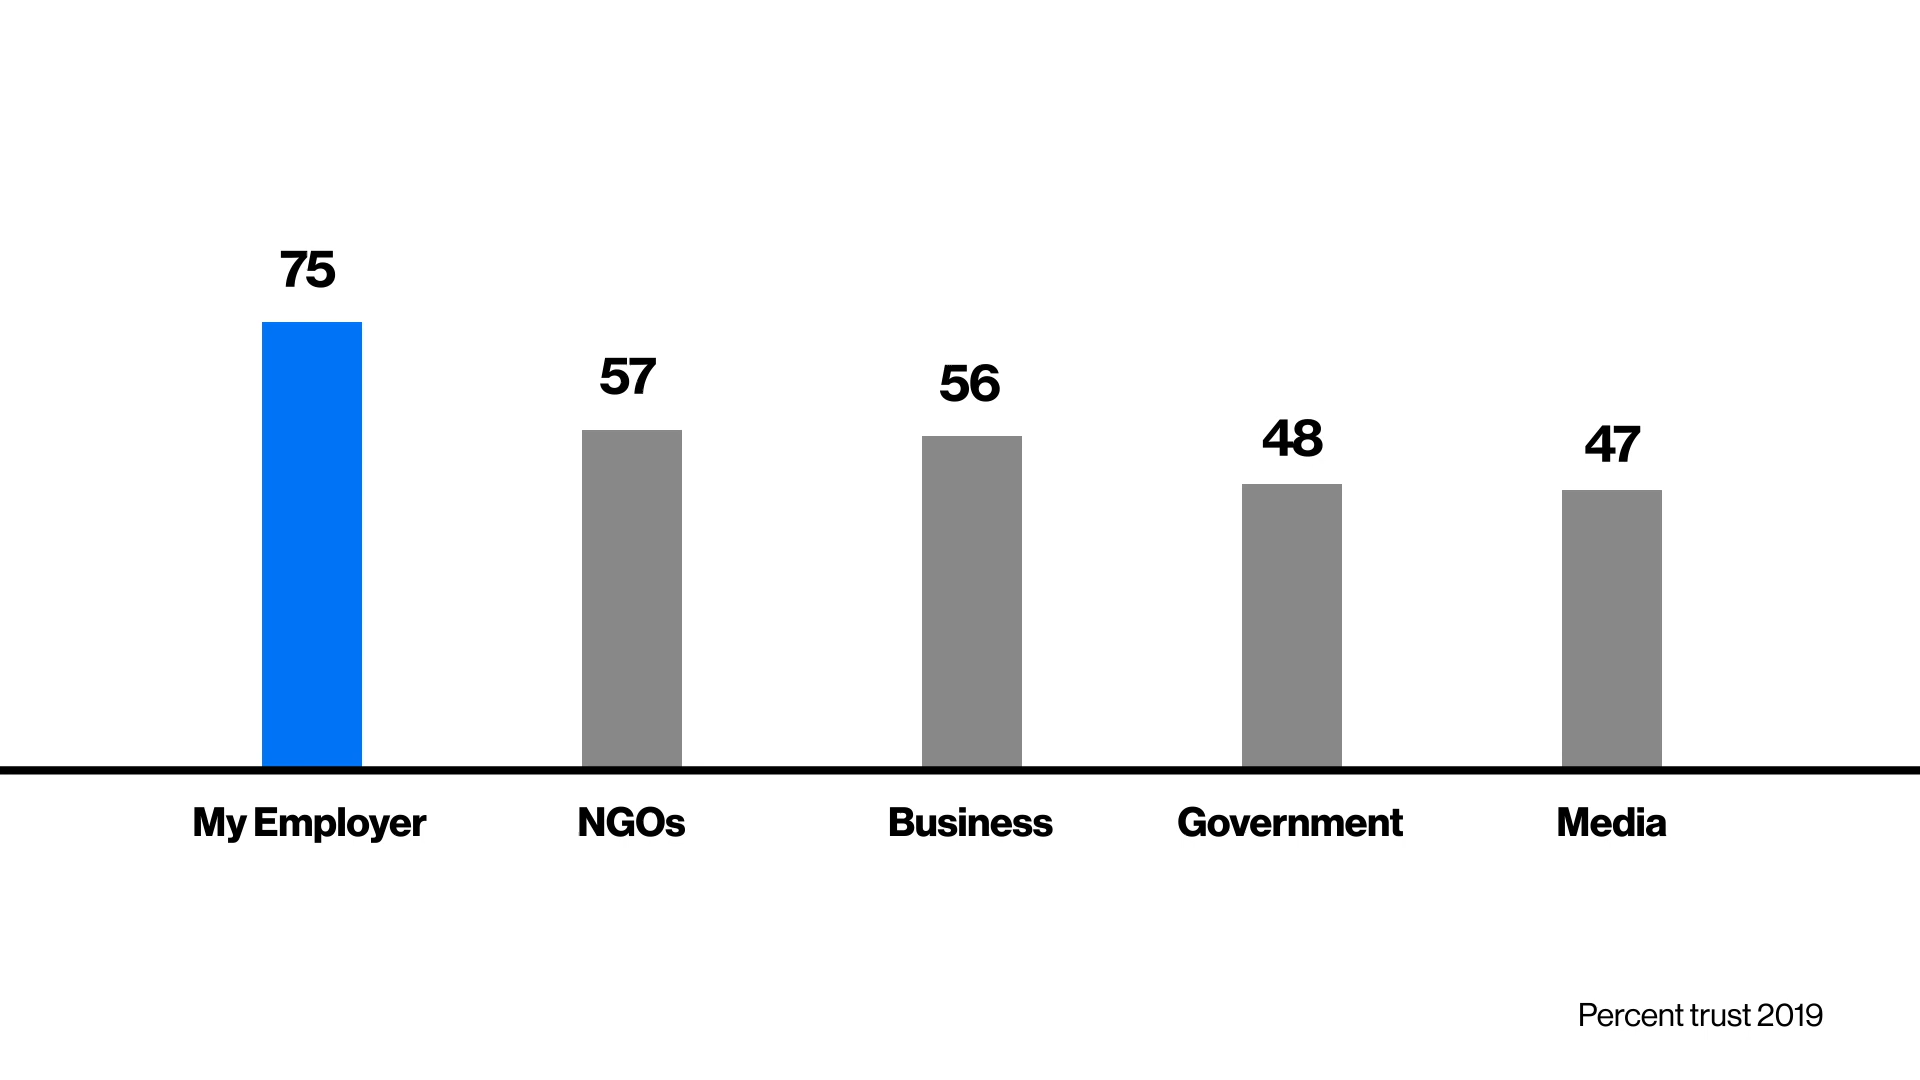 75
57
56
48
47
My Employer
NGOs
Business
Government
Media
Percent trust 2019